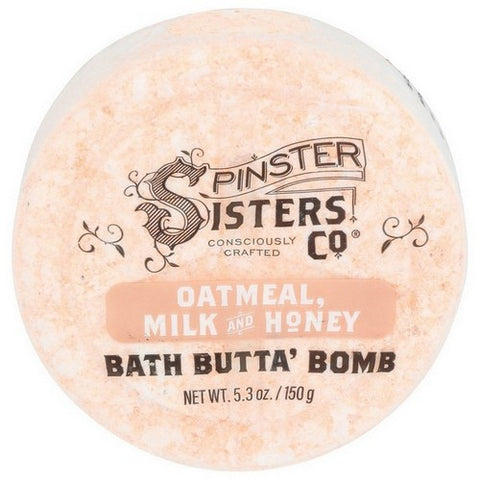 SPINSTER
SISTERS
CONSCIOUSLY
CRAFTED
CO®
OATMEAL,
MILK AND HONEY
BATH BUTTA' BOMB
NET WT. 5.3 oz. / 150 g